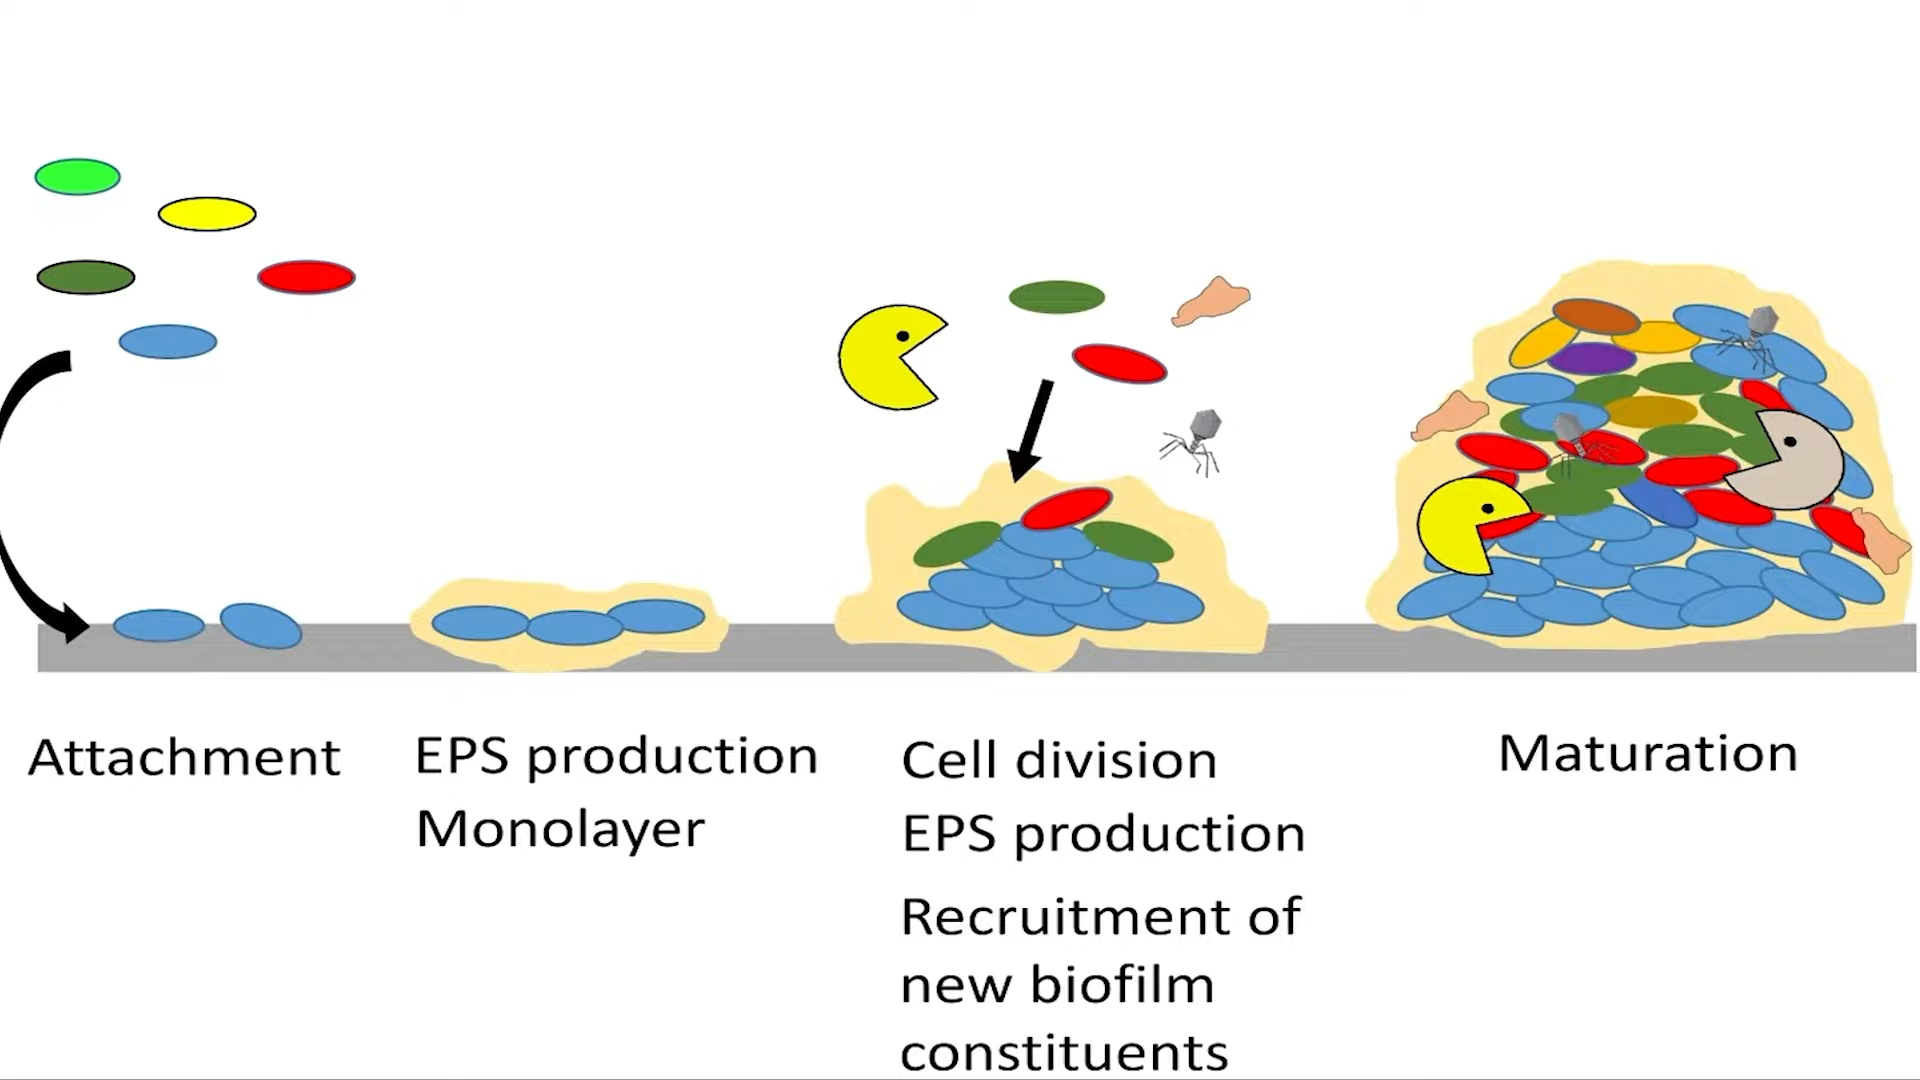 Attachment
EPS production
Monolayer
Cell division
EPS production
Recruitment of
new biofilm
constituents
Maturation